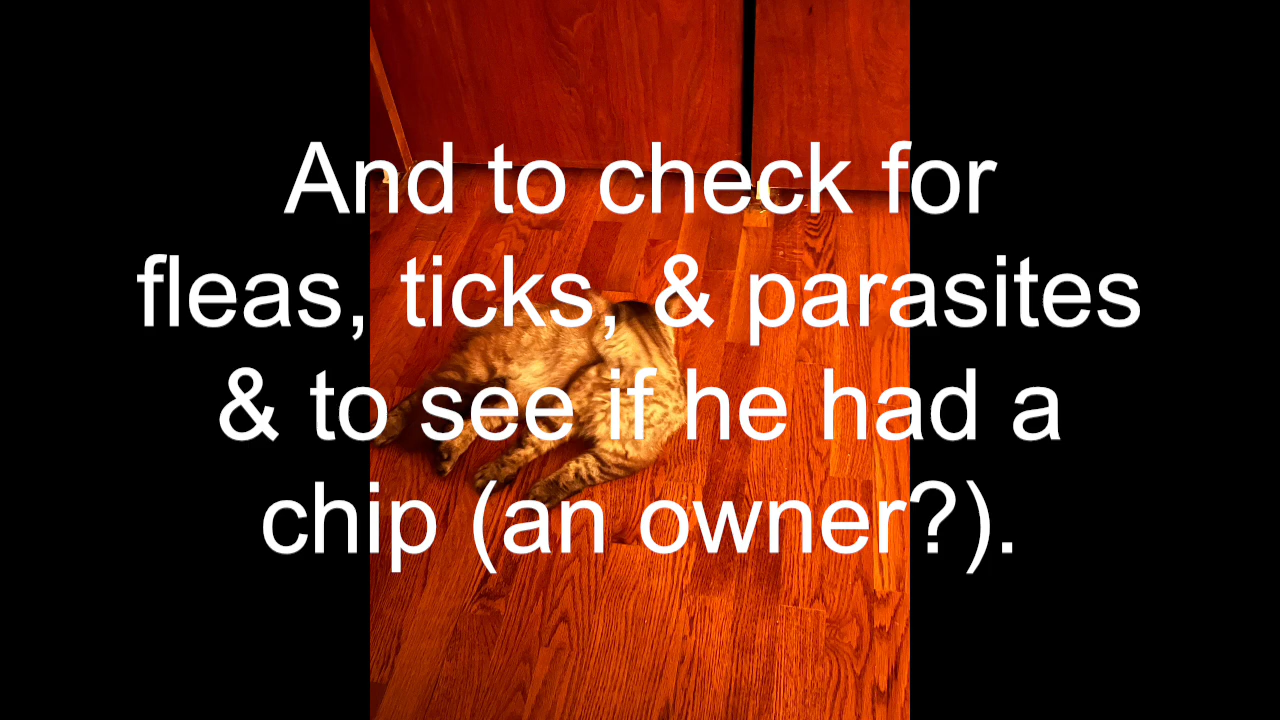 And to check for
fleas, ticks, & parasites
& to see if he had a
chip (an owner?).